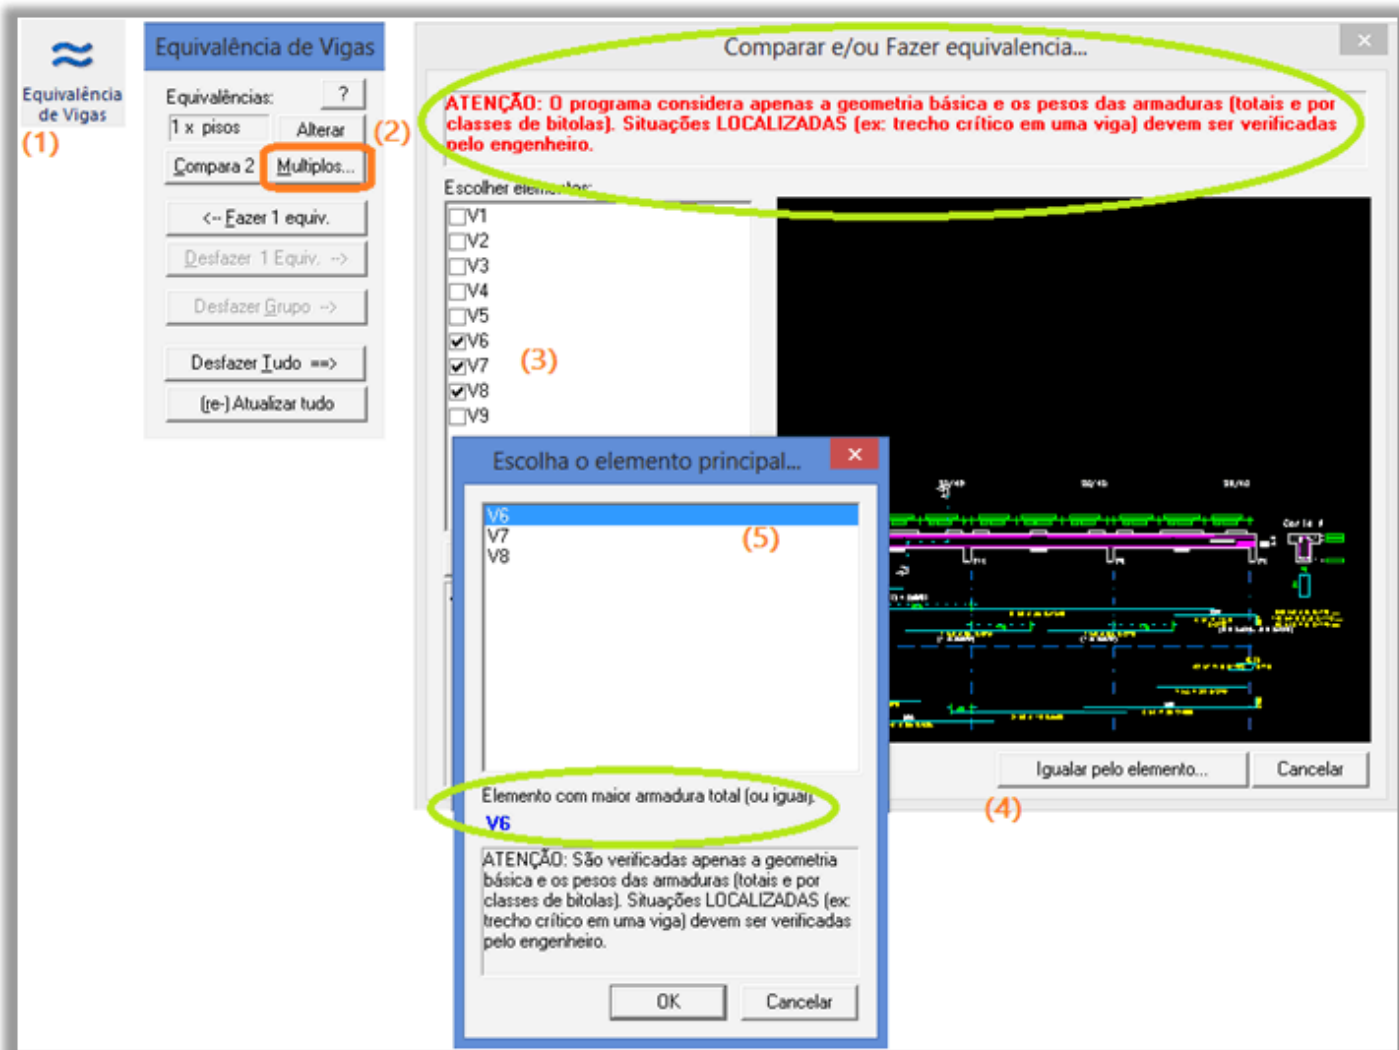 Equivalência
de Vigas
(1)
Equivalência de Vigas
Equivalências:
?
1 x pisos
Alterar
(2)
Compara 2
Multiplos...
<-- Fazer 1 equiv.
Desfazer 1 Equiv. -->
Desfazer Grupo -->
Desfazer Tudo ==>
(re-) Atualizar tudo
Comparar e/ou Fazer equivalencia...
ATENÇÃO: O programa considera apenas a geometria básica e os pesos das armaduras (totais e por
classes de bitolas). Situações LOCALIZADAS (ex: trecho crítico em uma viga) devem ser verificadas
pelo engenheiro.
Escolher elementos:
V1
V2
V3
V4
V5
V6
V7
V8
V9
(3)
Corte A
Igualar pelo elemento...
Cancelar
(4)
Escolha o elemento principal...
V6
V7
V8
(5)
Elemento com maior armadura total (ou igual).
V6
ATENÇÃO: São verificadas apenas a geometria
básica e os pesos das armaduras (totais e por
classes de bitolas). Situações LOCALIZADAS (ex:
trecho crítico em uma viga) devem ser verificadas
pelo engenheiro.
OK
Cancelar